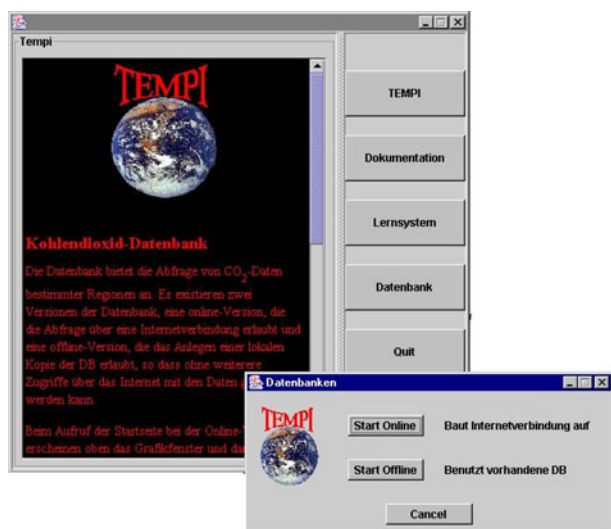 Tempi
TEMPI
Kohlendioxid-Datenbank
Die Datenbank bietet die Abfrage von CO2-Daten
bestimmter Regionen an. Es existieren zwei
Versionen der Datenbank, eine online-Version, die
die Abfrage über eine Internetverbindung erlaubt und
eine offline-Version, die das Anlegen einer lokalen
Kopie der DB erlaubt, so dass ohne weiterere
Zugriffe über das Internet mit den Daten
werden kann.
Beim Aufruf der Startseite bei der Online-
erscheinen oben das Grafikfenster und
TEMPI
Dokumentation
Lernsystem
Datenbank
Quit
Datenbanken
TEMPI
Start Online Baut Internetverbindung auf
Start Offline Benutzt vorhandene DB
Cancel